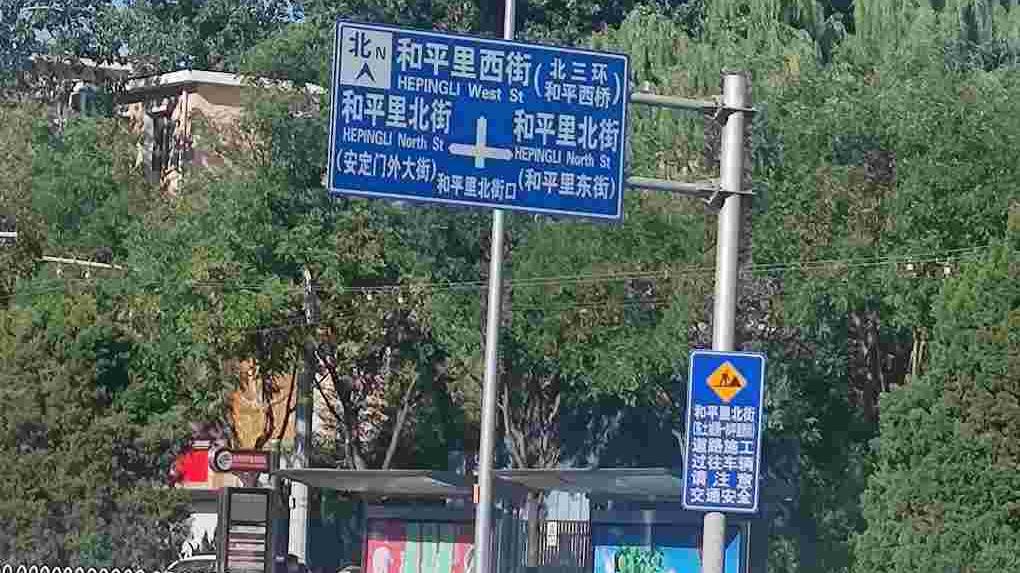 北N
和平里西街(北三环
和平西桥)
HEPINGLI West St
和平里北街
HEPINGLI North St
(安定门外大街)
和平里北街
HEPINGLI North St
(和平里东街)
和平里北街口
和平里北街
道路施工
过往车辆
请注意
交通安全